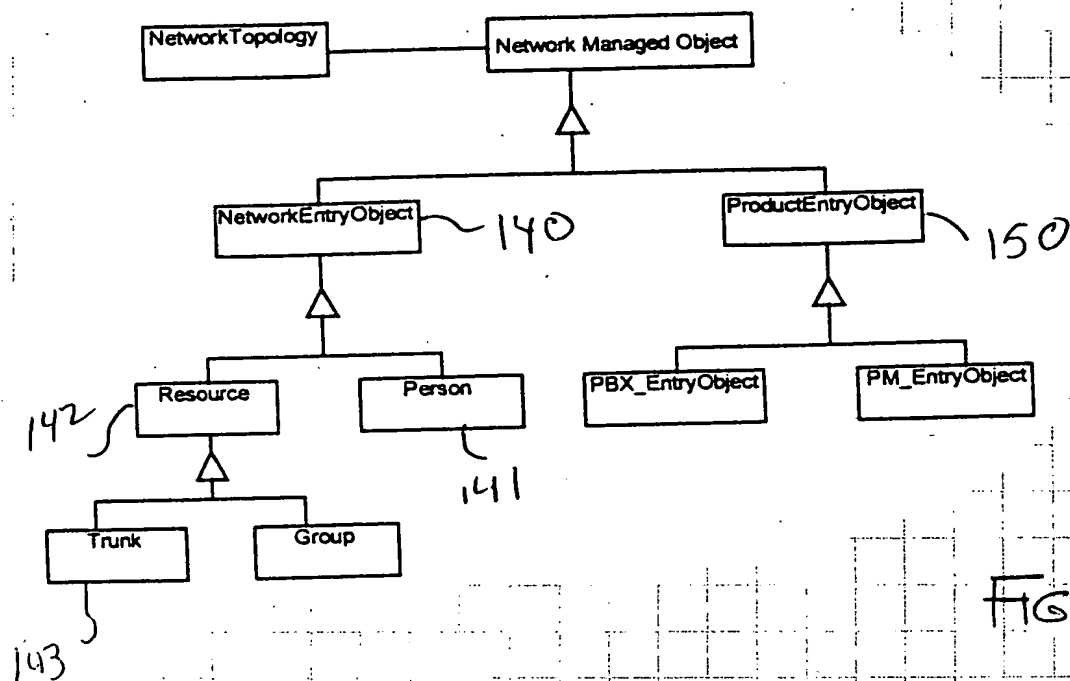 NetworkTopology
Network Managed Object
NetworkEntryObject
140
ProductEntryObject
150
Resource
142
Person
141
PBX_EntryObject
PM_EntryObject
Trunk
143
Group
FIG